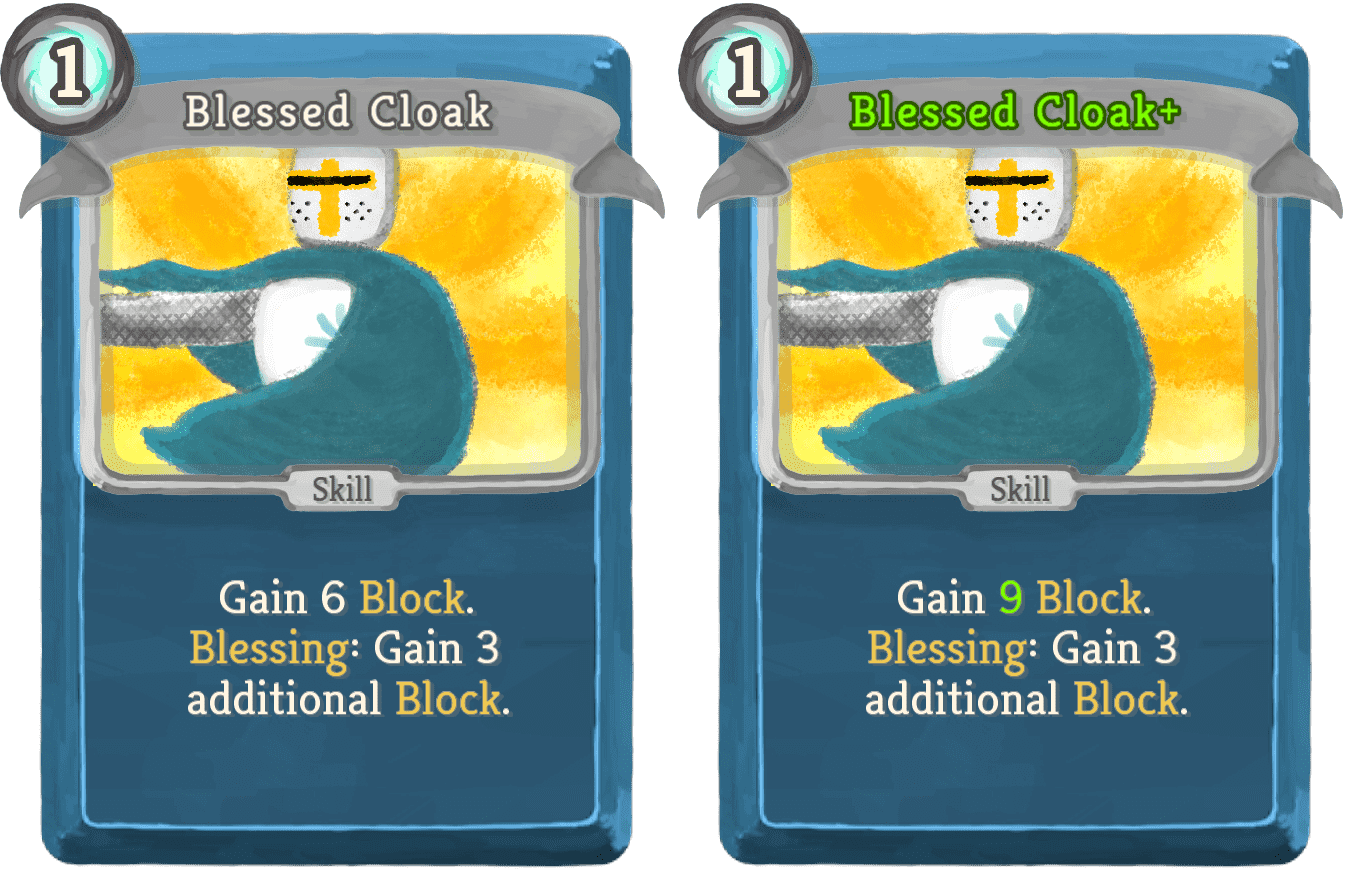 1
Blessed Cloak
Skill
Gain 6 Block.
Blessing: Gain 3
additional Block.
1
Blessed Cloak+
Skill
Gain 9 Block.
Blessing: Gain 3
additional Block.